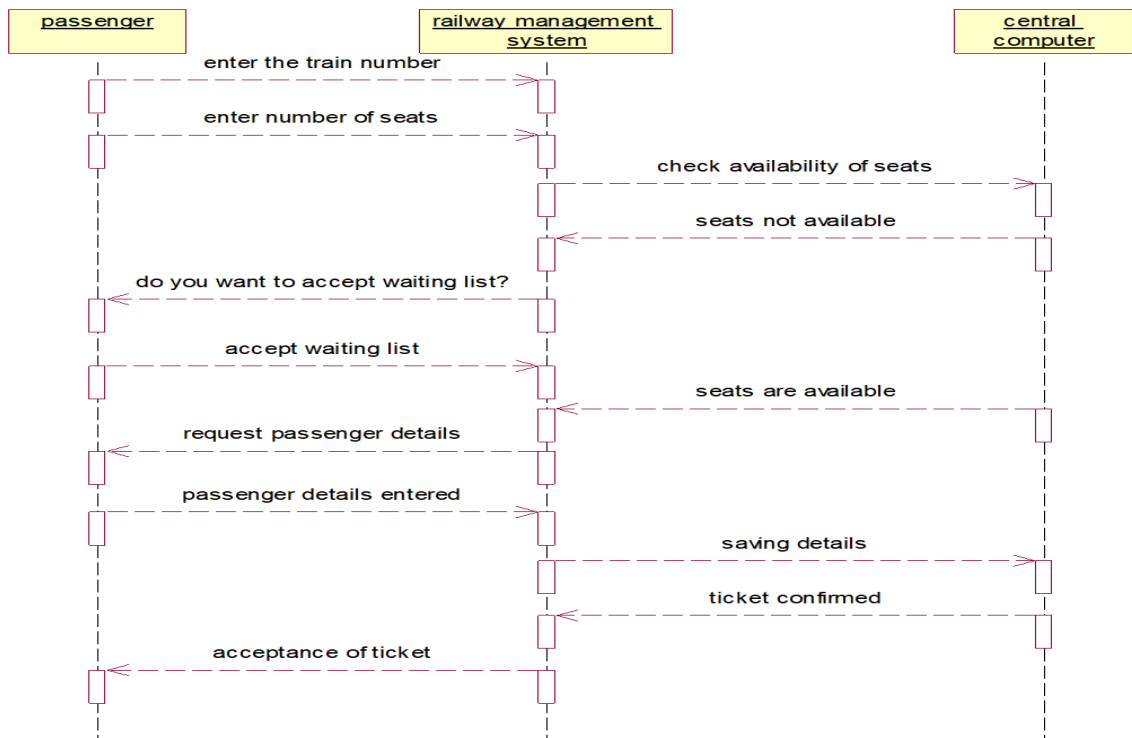 passenger
railway management
system
central
computer
enter the train number
enter number of seats
check availability of seats
seats not available
do you want to accept waiting list?
accept waiting list
seats are available
request passenger details
passenger details entered
saving details
ticket confirmed
acceptance of ticket